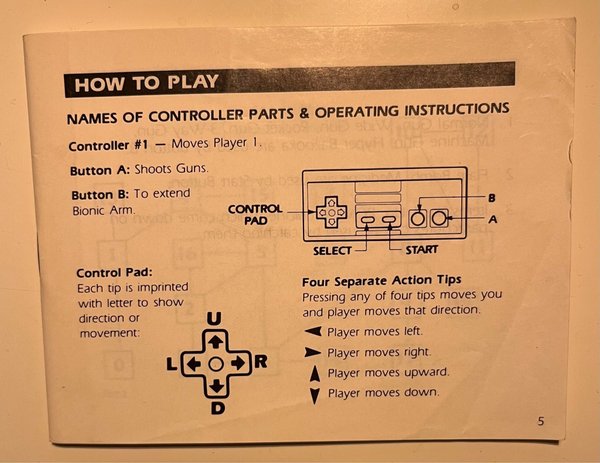 HOW TO PLAY
NAMES OF CONTROLLER PARTS & OPERATING INSTRUCTIONS
Controller #1 — Moves Player 1.
Button A: Shoots Guns.
Button B: To extend
Bionic Arm.
CONTROL
PAD
B
A
SELECT
START
Control Pad:
Each tip is imprinted
with letter to show
direction or
movement:
U
L
R
D
Four Separate Action Tips
Pressing any of four tips moves you
and player moves that direction.
Player moves left.
Player moves right.
Player moves upward.
Player moves down.
5